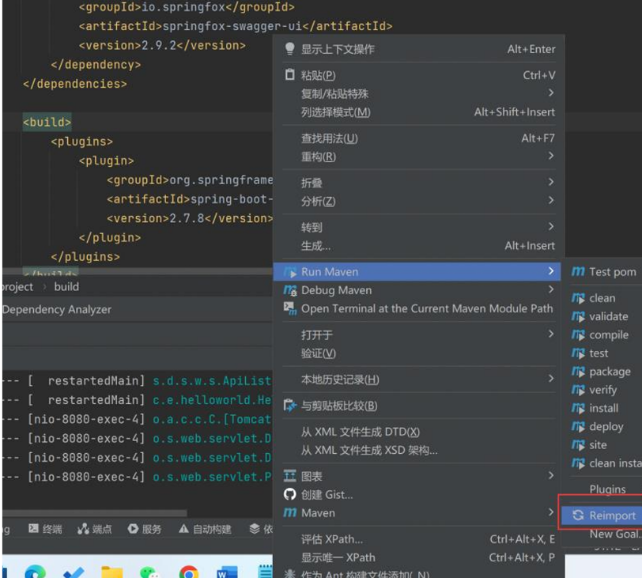 <groupId>io.springfox</groupId>
<artifactId>springfox-swagger-ui</artifactId>
<version>2.9.2</version>
</dependency>
</dependencies>
<build>
<plugins>
<plugin>
<groupId>org.springframe
<artifactId>spring-boot-
<version>2.7.8</version>
</plugin>
</plugins>
</build>
project › build
Dependency Analyzer
--- [ restartedMain] s.d.s.w.s.ApiList
--- [ restartedMain] c.e.helloworld.He
--- [nio-8080-exec-4] o.a.c.c.C.[Tomcat
--- [nio-8080-exec-4] o.s.web.servlet.D
--- [nio-8080-exec-4] o.s.web.servlet.D
--- [nio-8080-exec-4] o.s.web.servlet.P
终端 端点 服务 自动构建 依
显示上下文操作 Alt+Enter
粘贴(P) Ctrl+V
复制/粘贴特殊
列选择模式(M) Alt+Shift+Insert
查找用法(U) Alt+F7
重构(R)
折叠
分析(Z)
转到
生成... Alt+Insert
Run Maven
Debug Maven
Open Terminal at the Current Maven Module Path
打开于
验证(V)
本地历史记录(H)
与剪贴板比较(B)
从 XML 文件生成 DTD(X)
从 XML 文件生成 XSD 架构...
图表
创建 Gist...
Maven
评估 XPath... Ctrl+Alt+X, E
显示唯一 XPath Ctrl+Alt+X, P
作为 Ant 构建文件添加(_N)
Test pom
clean
validate
compile
test
package
verify
install
deploy
site
clean insta
Plugins
Reimport
New Goal.